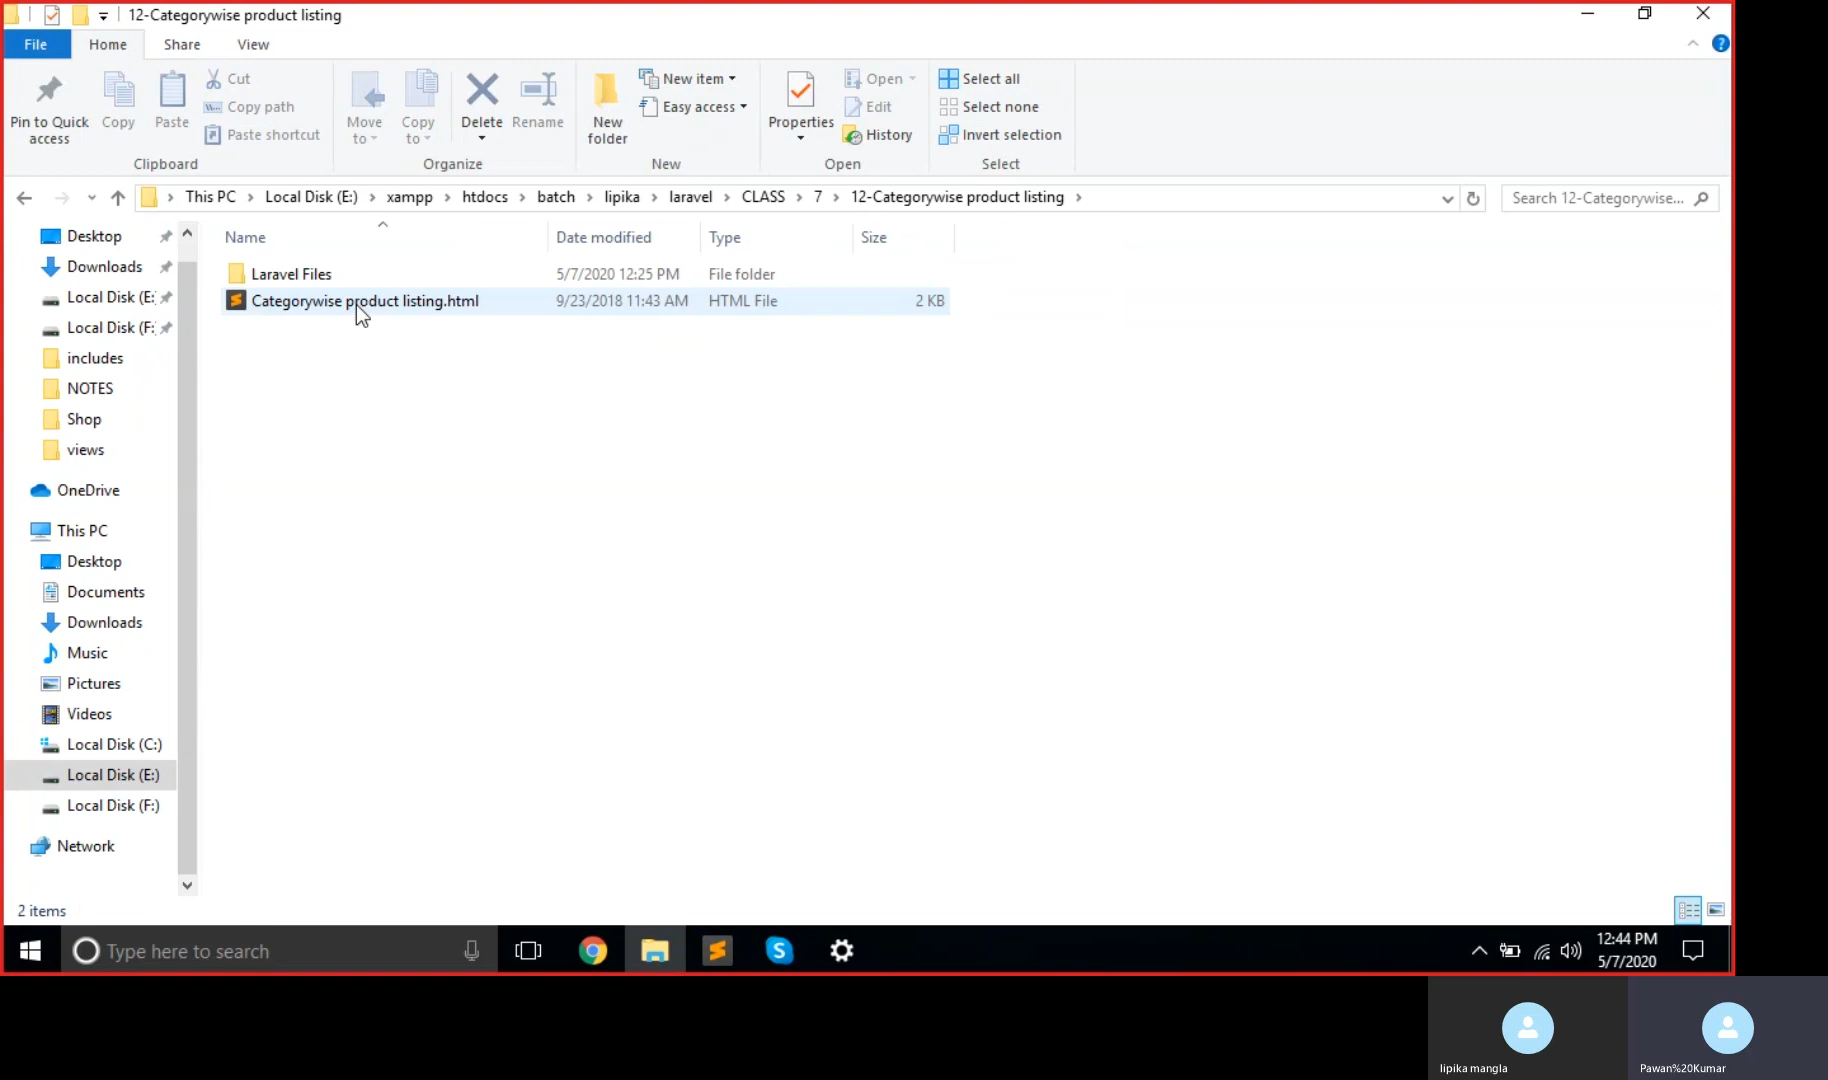 12-Categorywise product listing
File Home Share View
Pin to Quick access
Copy
Paste
Cut
Copy path
Paste shortcut
Clipboard
Move to
Copy to
Delete
Rename
Organize
New folder
New item
Easy access
New
Properties
Open
Edit
History
Open
Select all
Select none
Invert selection
Select
This PC > Local Disk (E:) > xampp > htdocs > batch > lipika > laravel > CLASS > 7 > 12-Categorywise product listing >
Search 12-Categorywise...
Name Date modified Type Size
Laravel Files 5/7/2020 12:25 PM File folder
Categorywise product listing.html 9/23/2018 11:43 AM HTML File 2 KB
Desktop
Downloads
Local Disk (E:
Local Disk (F:
includes
NOTES
Shop
views
OneDrive
This PC
Desktop
Documents
Downloads
Music
Pictures
Videos
Local Disk (C:)
Local Disk (E:)
Local Disk (F:)
Network
2 items
Type here to search
12:44 PM
5/7/2020
lipika mangla
Pawan%20Kumar